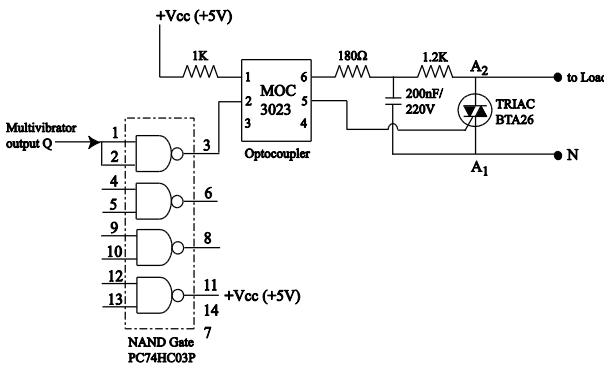 +Vcc (+5V)
1K
1
2
3
MOC
3023
6
5
4
Optocoupler
180Ω
1.2K
200nF/
220V
A2
TRIAC
BTA26
A1
to Load
N
Multivibrator
output Q
1
2
3
4
5
6
9
10
8
12
13
11
+Vcc (+5V)
14
7
NAND Gate
PC74HC03P